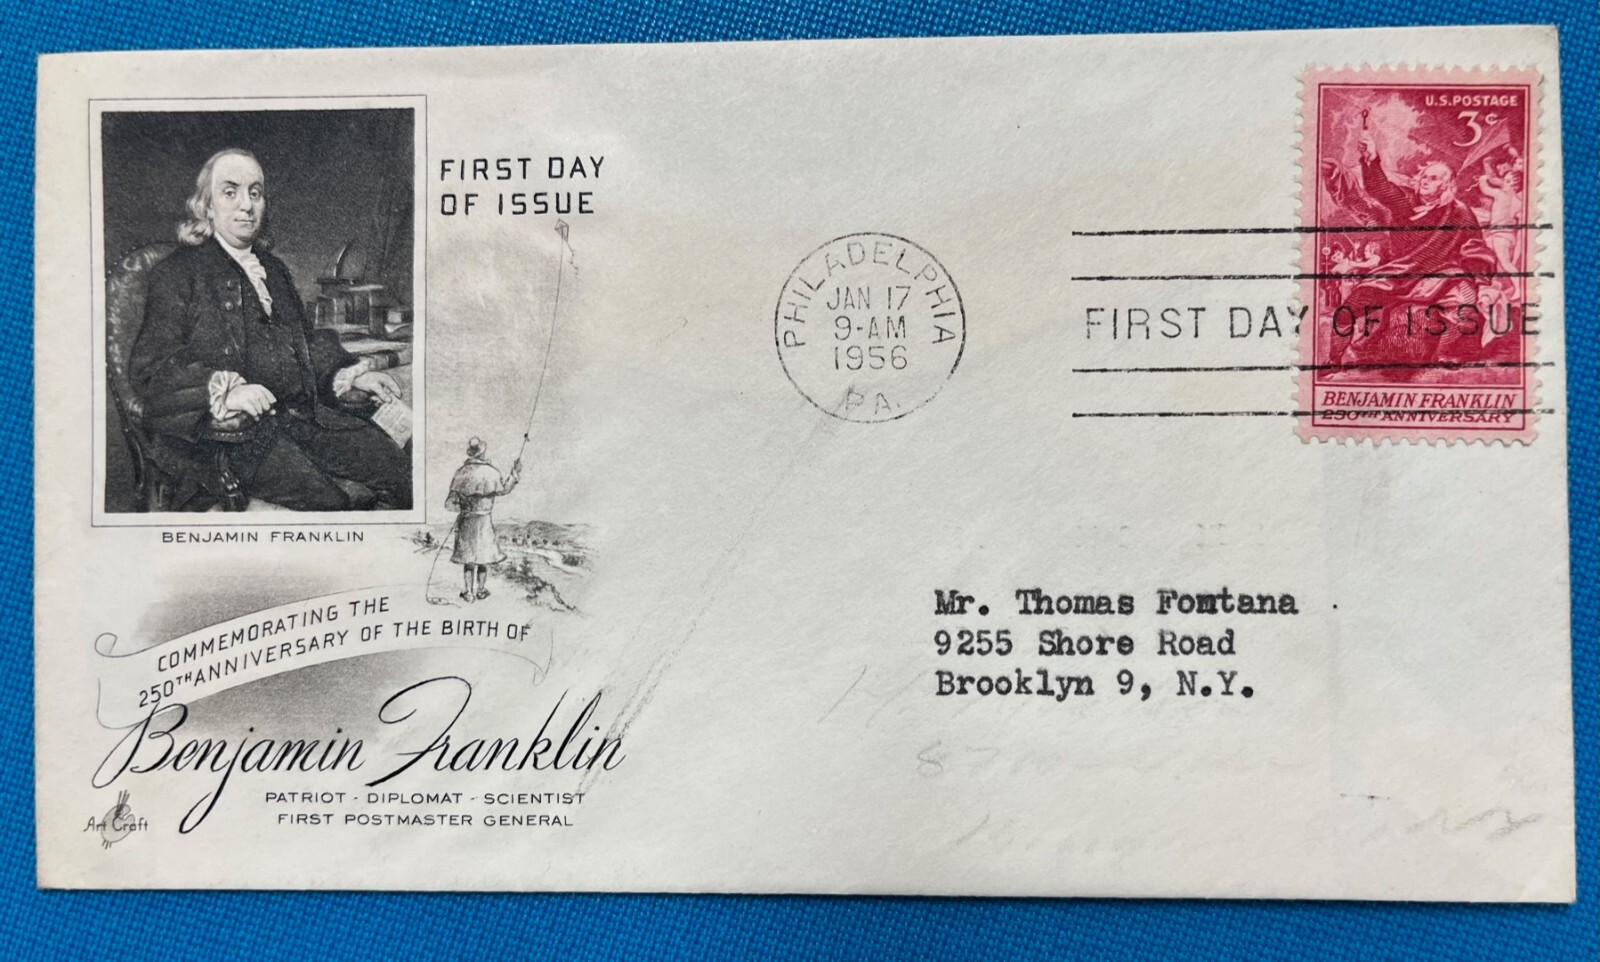 FIRST DAY
OF ISSUE
BENJAMIN FRANKLIN
COMMEMORATING THE
250TH ANNIVERSARY OF THE BIRTH OF
Benjamin Franklin
PATRIOT - DIPLOMAT - SCIENTIST
FIRST POSTMASTER GENERAL
Art Craft
PHILADELPHIA
JAN 17
9-AM
1956
PA.
FIRST DAY OF ISSUE
U.S. POSTAGE
3¢
BENJAMIN FRANKLIN
250TH ANNIVERSARY
Mr. Thomas Fontana
9255 Shore Road
Brooklyn 9, N.Y.